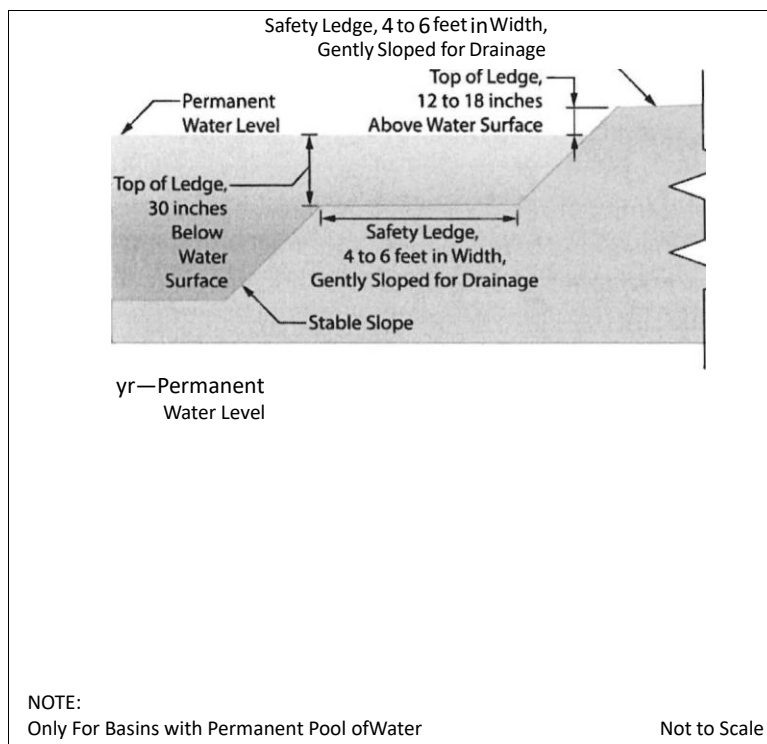 Safety Ledge, 4 to 6 feet in Width,
Gently Sloped for Drainage
Top of Ledge,
12 to 18 inches
Above Water Surface
Permanent
Water Level
Top of Ledge,
30 inches
Below
Water
Surface
Safety Ledge,
4 to 6 feet in Width,
Gently Sloped for Drainage
Stable Slope
yr—Permanent
Water Level
NOTE:
Only For Basins with Permanent Pool ofWater
Not to Scale